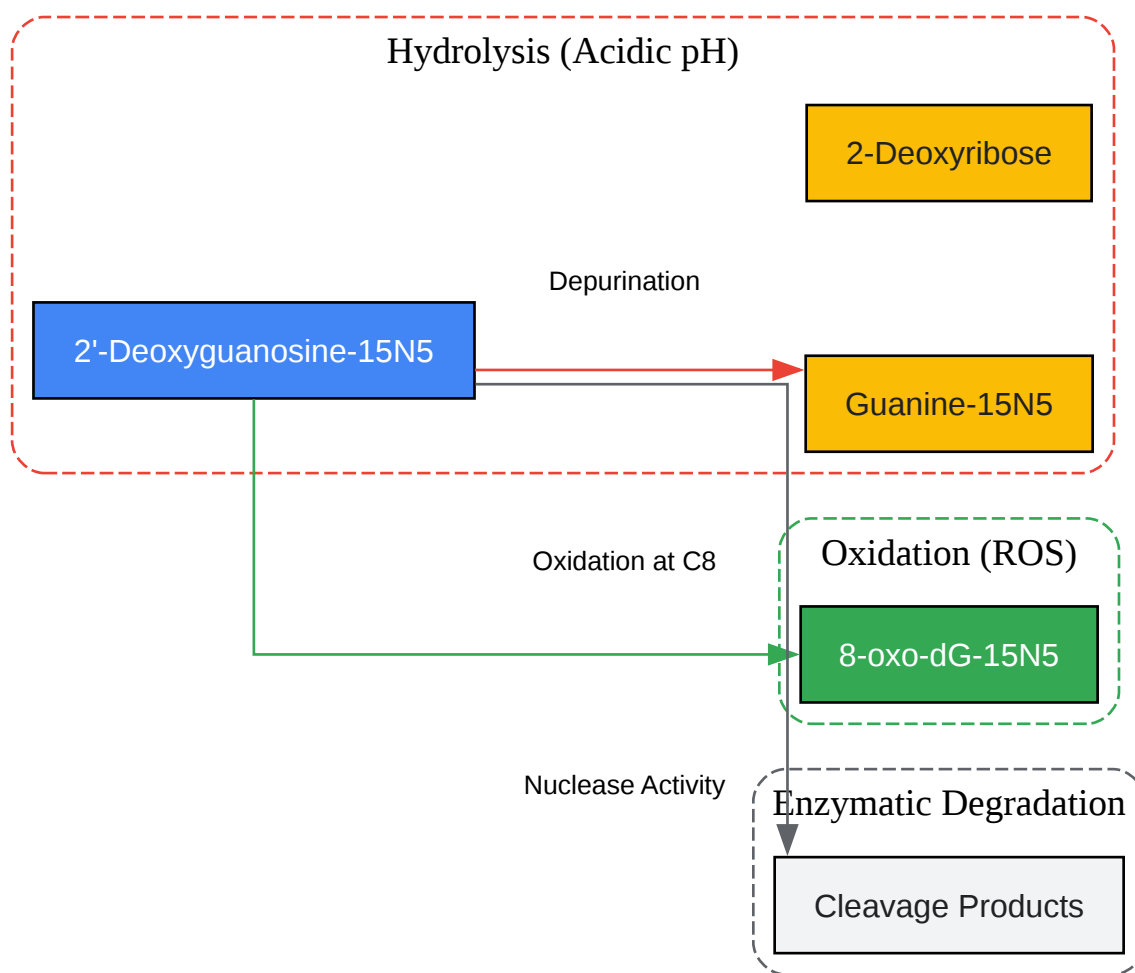 Hydrolysis (Acidic pH)
2-Deoxyribose
Depurination
2'-Deoxyguanosine-15N5
Guanine-15N5
Oxidation (ROS)
Oxidation at C8
8-oxo-dG-15N5
Nuclease Activity
Enzymatic Degradation
Cleavage Products